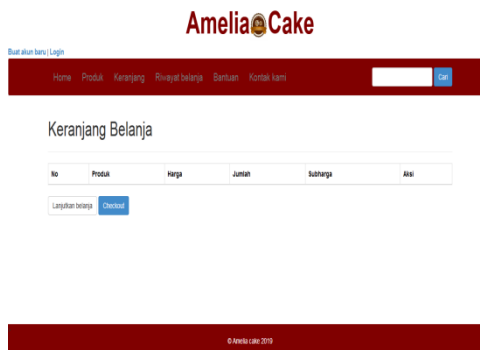 Amelia Cake
Buat akun baru | Login
Home Produk Keranjang Riwayat belanja Bantuan Kontak kami Cari
Keranjang Belanja
No Produk Harga Jumlah Subharga Aksi
Lanjutkan belanja Checkout
© Amelia cake 2019